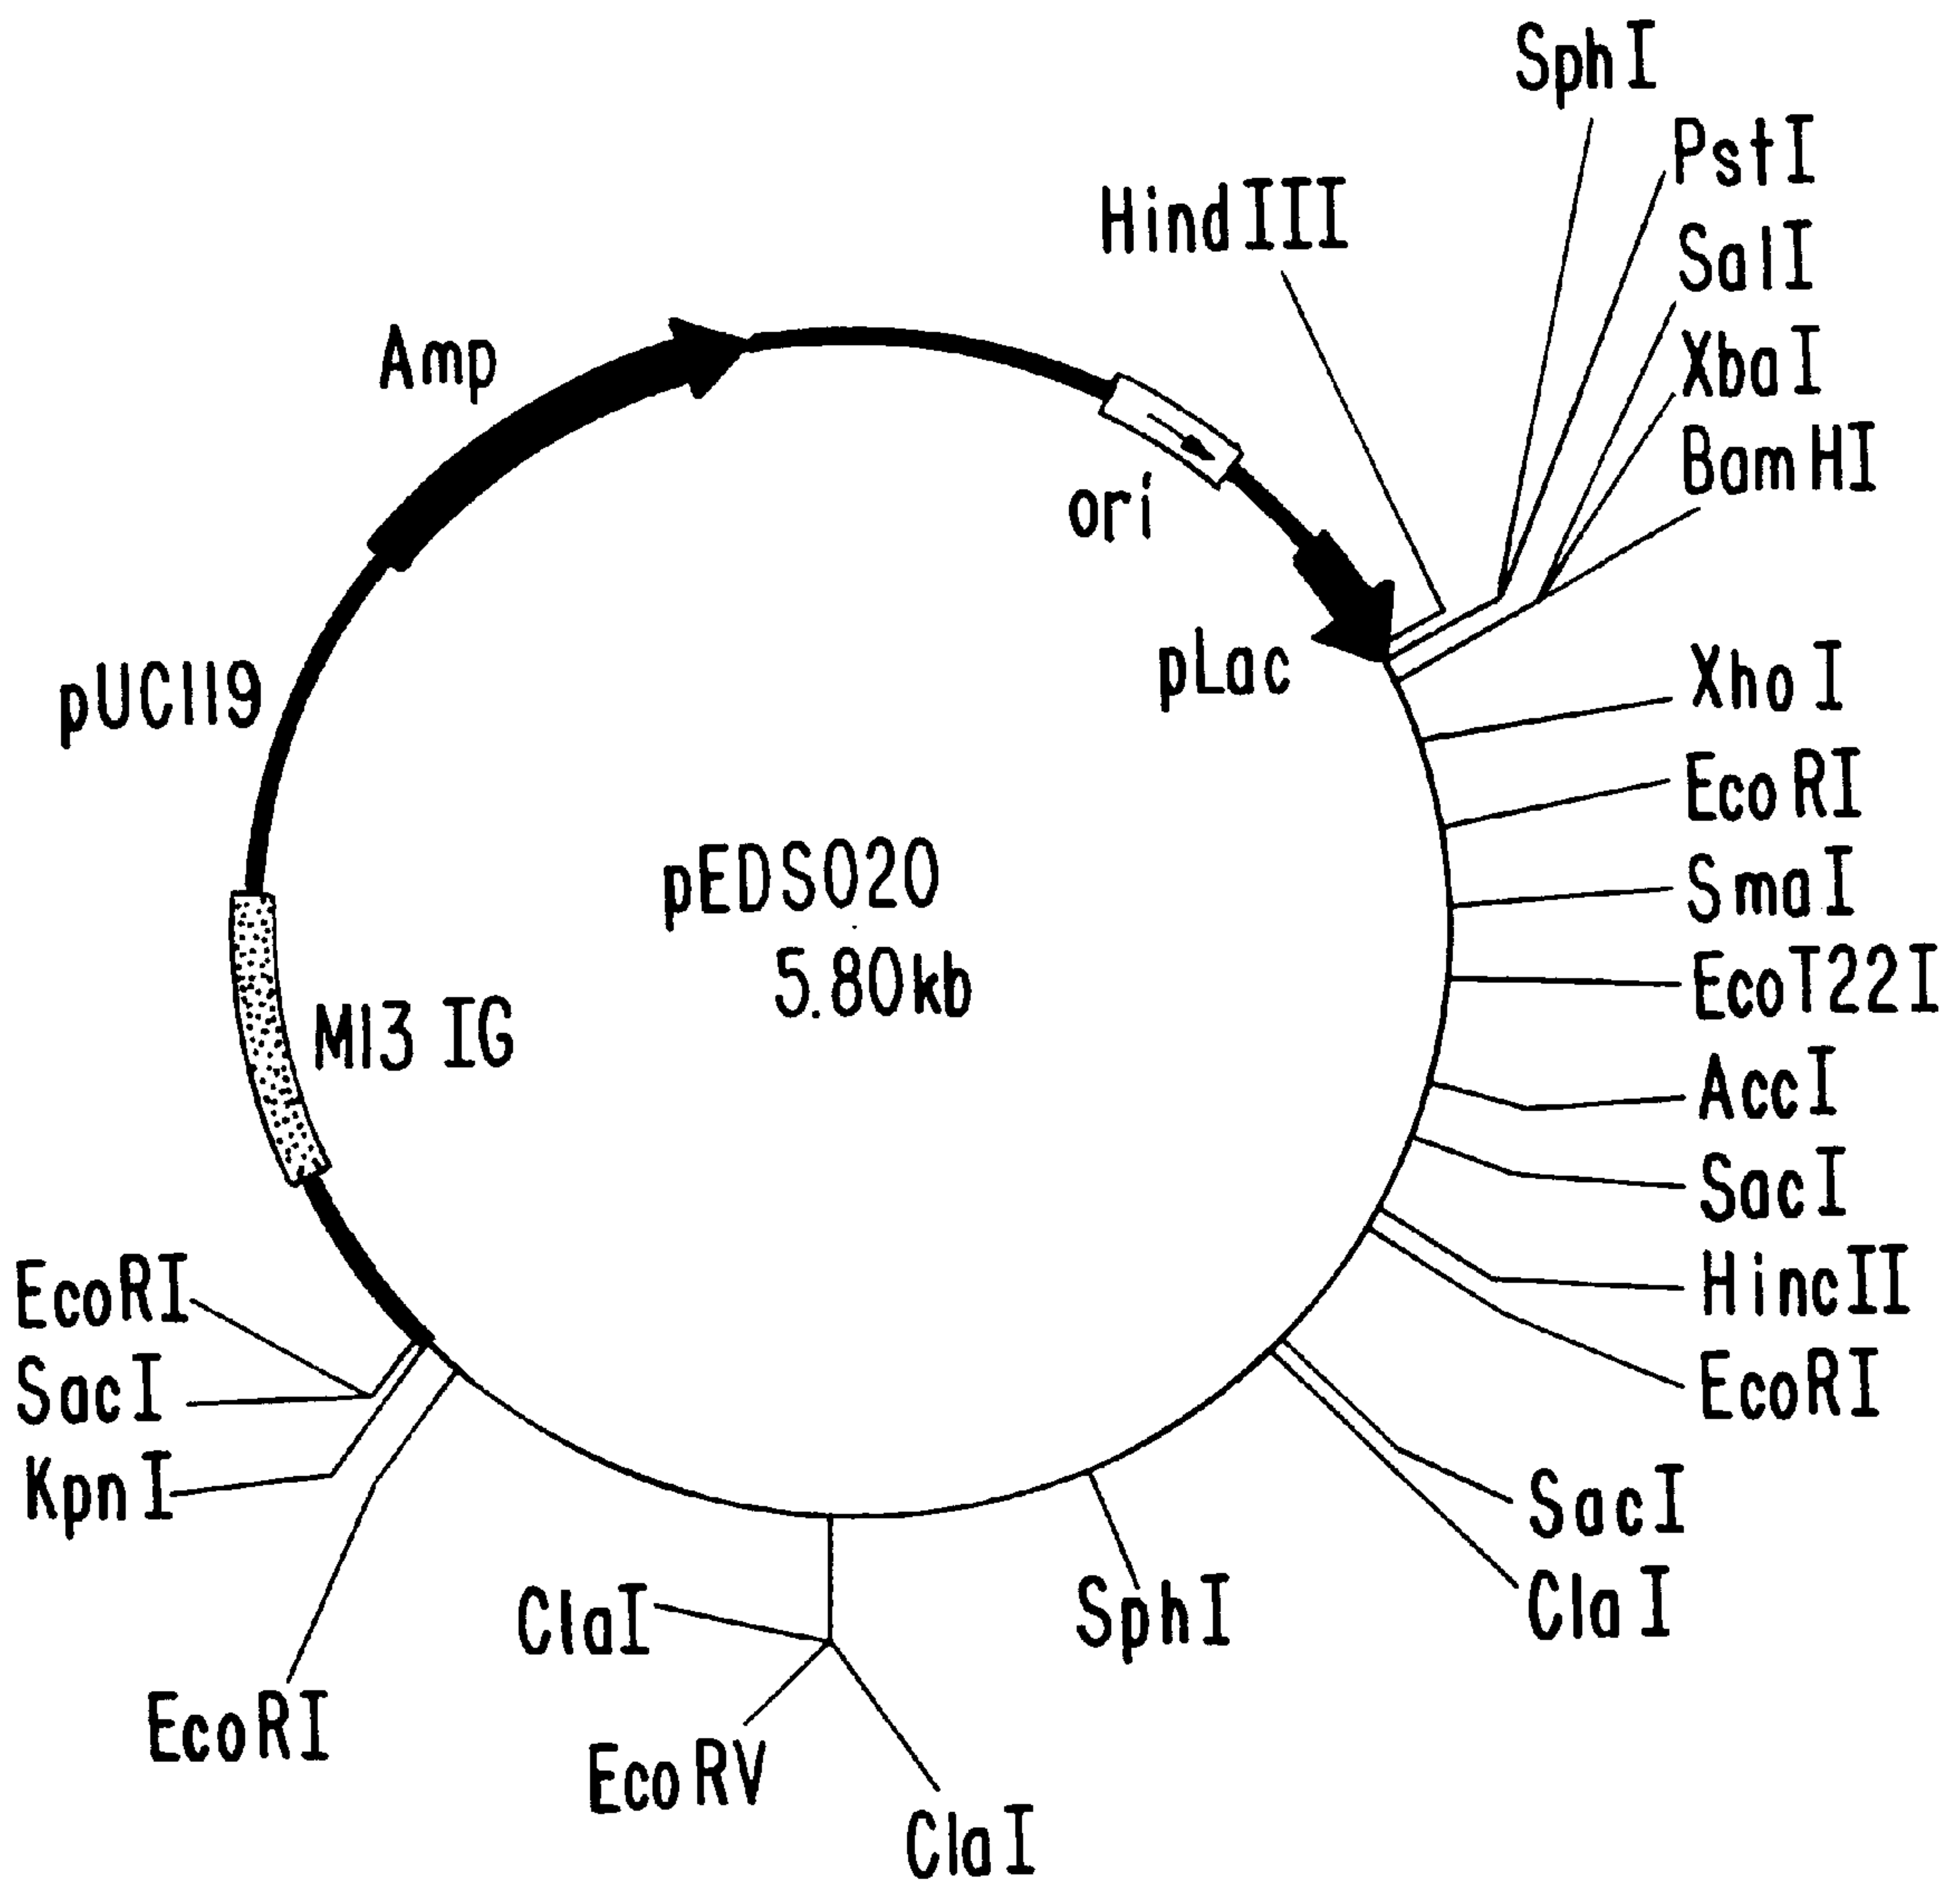 SphI
PstI
HindIII
SalI
Amp
XbaI
BamHI
ori
pLac
XhoI
pUC119
EcoRI
pEDS020
SmaI
5.80kb
EcoT22I
M13 IG
AccI
SacI
HincII
EcoRI
EcoRI
SacI
KpnI
SacI
ClaI
SphI
ClaI
EcoRI
EcoRV
ClaI